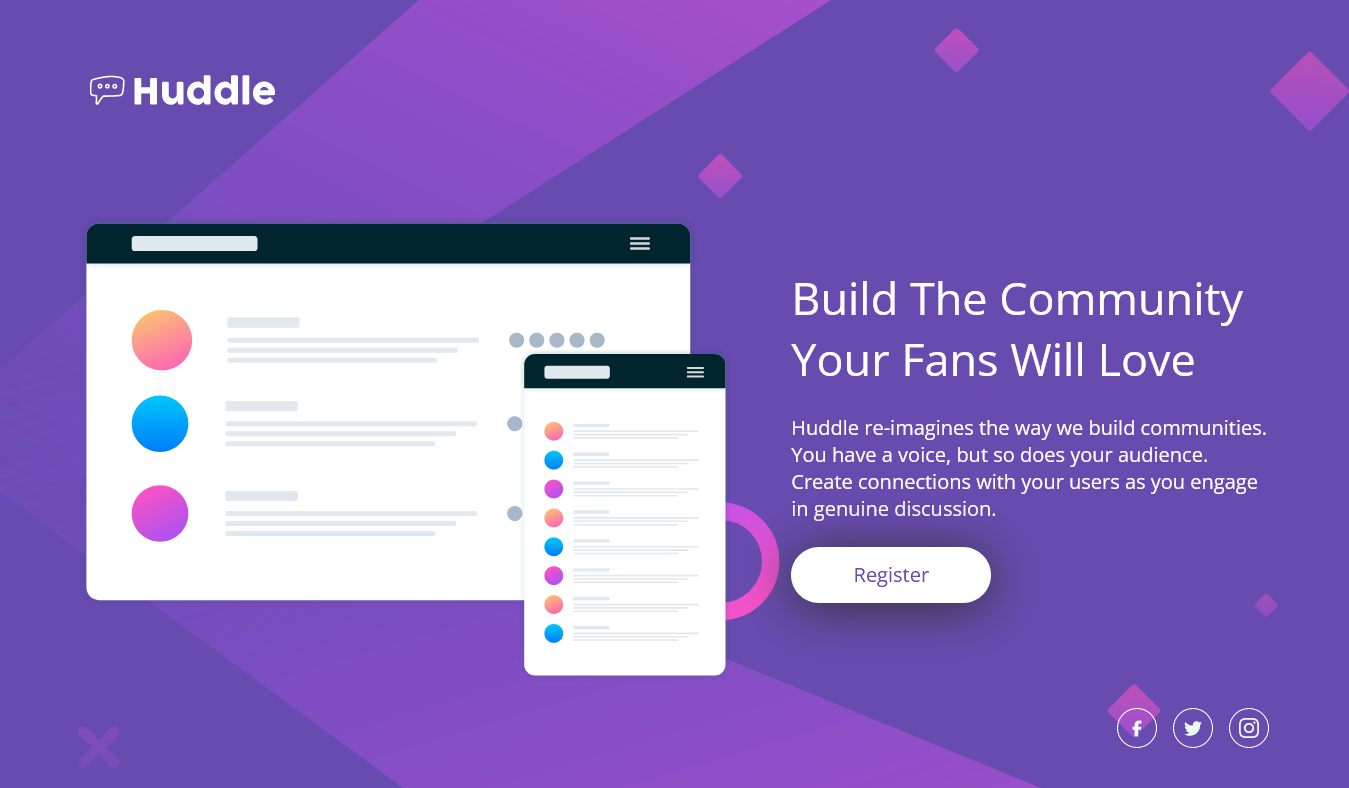 Huddle
Build The Community
Your Fans Will Love
Huddle re-imagines the way we build communities.
You have a voice, but so does your audience.
Create connections with your users as you engage
in genuine discussion.
Register